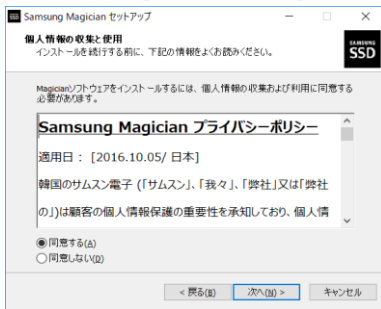 Samsung Magician セットアップ
個人情報の収集と使用
インストールを続行する前に、下記の情報をよくお読みください。
SAMSUNG
SSD
Magicianソフトウェアをインストールするには、個人情報の収集および利用に同意する
必要があります。
Samsung Magician プライバシーポリシー
適用日： [2016.10.05/ 日本]
韓国のサムスン電子 (「サムスン」、「我々」、「弊社」又は「弊社
の」)は顧客の個人情報保護の重要性を承知しており、個人情
同意する(A)
同意しない(D)
< 戻る(B)
次へ(N) >
キャンセル